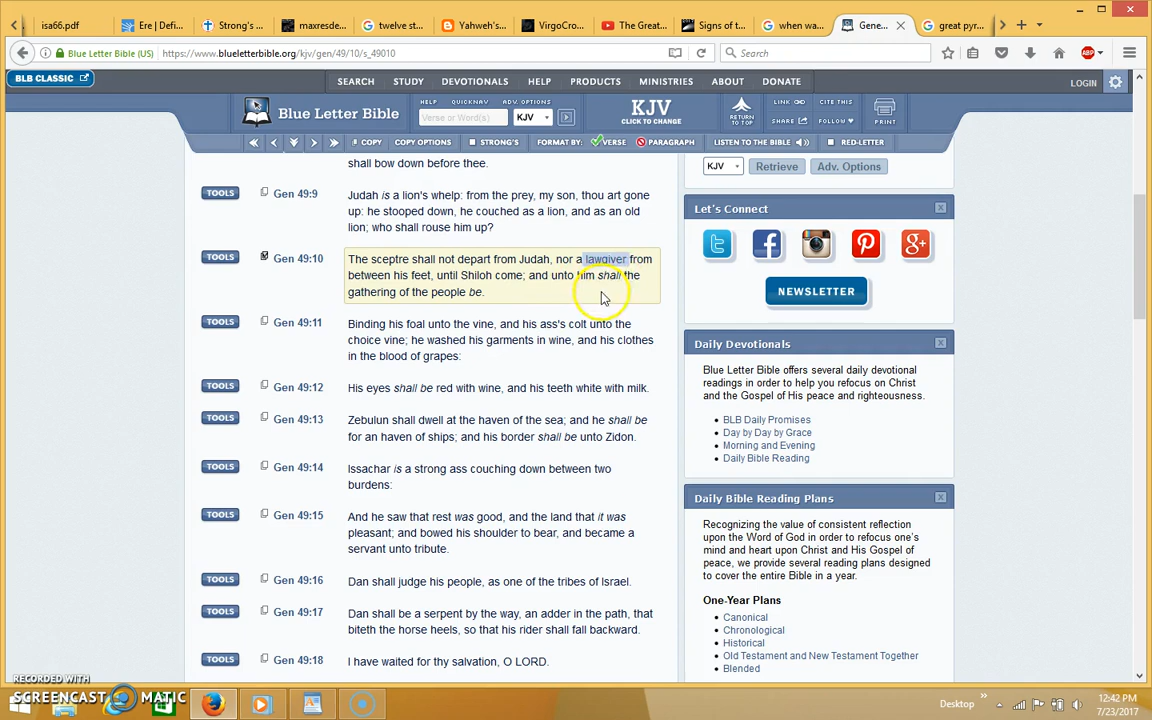 isa66.pdf
Ere | Defi...
Strong's...
maxresde...
twelve st...
Yahweh's...
VirgoCro...
The Great...
Signs of t...
when wa...
Gene...
great pyr...
Blue Letter Bible (US)
https://www.blueletterbible.org/kjv/gen/49/10/s_49010
Search
BLB CLASSIC
SEARCH STUDY DEVOTIONALS HELP PRODUCTS MINISTRIES ABOUT DONATE
LOGIN
Blue Letter Bible
HELP QUICKNAV ADV. OPTIONS
Verse or Word(s) KJV
KJV
CLICK TO CHANGE
RETURN
TO TOP
LINK
CITE THIS
SHARE
FOLLOW
PRINT
COPY COPY OPTIONS STRONG'S FORMAT BY: VERSE PARAGRAPH LISTEN TO THE BIBLE RED-LETTER
shall bow down before thee.
TOOLS Gen 49:9 Judah is a lion's whelp: from the prey, my son, thou art gone
up: he stooped down, he couched as a lion, and as an old
lion; who shall rouse him up?
TOOLS Gen 49:10 The sceptre shall not depart from Judah, nor a lawgiver from
between his feet, until Shiloh come; and unto him shall the
gathering of the people be.
TOOLS Gen 49:11 Binding his foal unto the vine, and his ass's colt unto the
choice vine; he washed his garments in wine, and his clothes
in the blood of grapes:
TOOLS Gen 49:12 His eyes shall be red with wine, and his teeth white with milk.
TOOLS Gen 49:13 Zebulun shall dwell at the haven of the sea; and he shall be
for an haven of ships; and his border shall be unto Zidon.
TOOLS Gen 49:14 Issachar is a strong ass couching down between two
burdens:
TOOLS Gen 49:15 And he saw that rest was good, and the land that it was
pleasant; and bowed his shoulder to bear, and became a
servant unto tribute.
TOOLS Gen 49:16 Dan shall judge his people, as one of the tribes of Israel.
TOOLS Gen 49:17 Dan shall be a serpent by the way, an adder in the path, that
biteth the horse heels, so that his rider shall fall backward.
TOOLS Gen 49:18 I have waited for thy salvation, O LORD.
KJV Retrieve Adv. Options
Let's Connect
NEWSLETTER
Daily Devotionals
Blue Letter Bible offers several daily devotional
readings in order to help you refocus on Christ
and the Gospel of His peace and righteousness.
BLB Daily Promises
Day by Day by Grace
Morning and Evening
Daily Bible Reading
Daily Bible Reading Plans
Recognizing the value of consistent reflection
upon the Word of God in order to refocus one's
mind and heart upon Christ and His Gospel of
peace, we provide several reading plans designed
to cover the entire Bible in a year.
One-Year Plans
Canonical
Chronological
Historical
Old Testament and New Testament Together
Blended
RECORDED WITH
SCREENCAST MATIC
Desktop
12:42 PM
7/23/2017